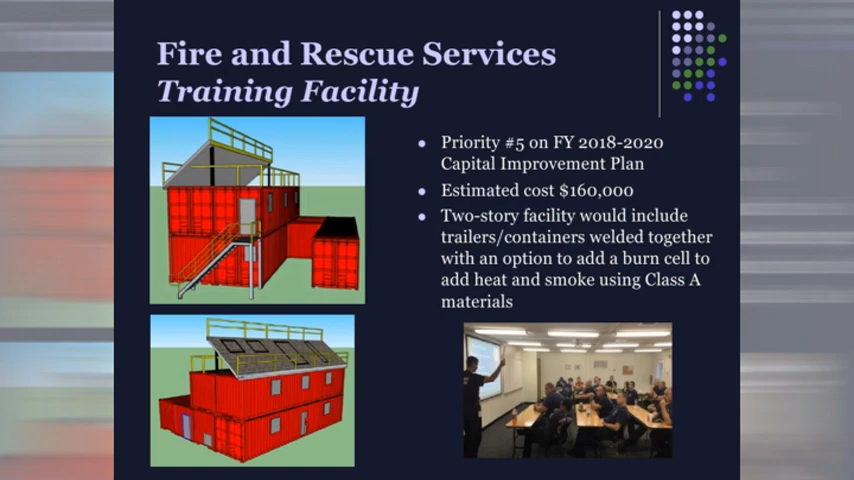 Fire and Rescue Services
Training Facility
● Priority #5 on FY 2018-2020
Capital Improvement Plan
● Estimated cost $160,000
● Two-story facility would include
trailers/containers welded together
with an option to add a burn cell to
add heat and smoke using Class A
materials